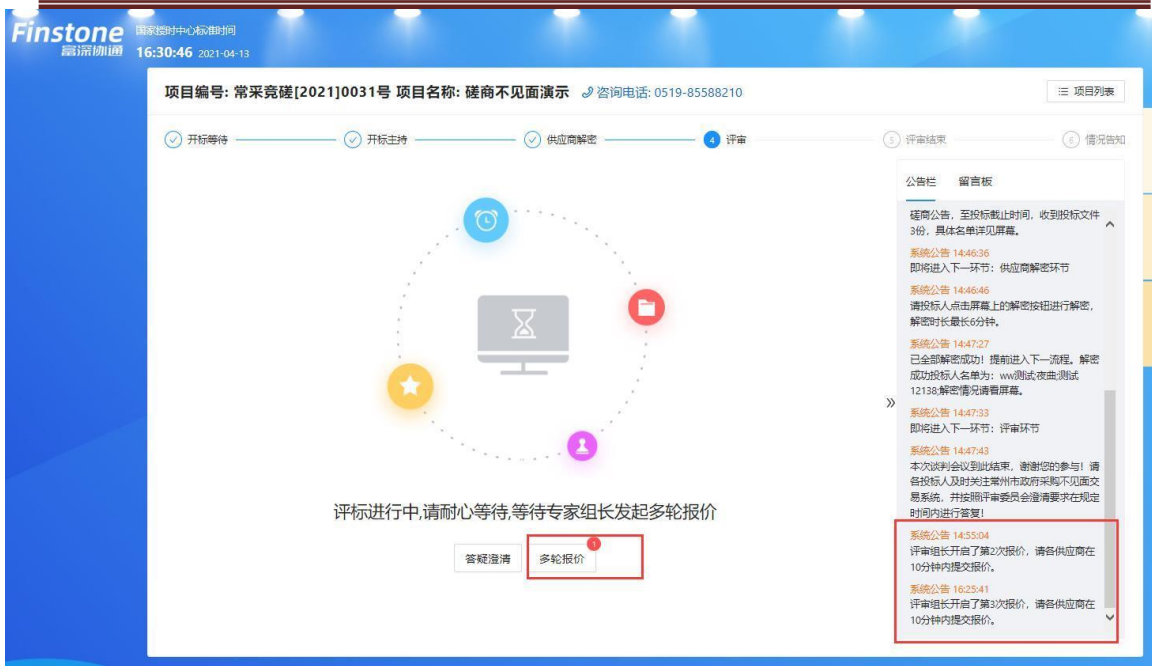 Finstone
富深协通
国家授时中心标准时间
16:30:46 2021-04-13
项目编号: 常采竞磋[2021]0031号 项目名称: 磋商不见面演示 咨询电话: 0519-85588210
项目列表
开标等待
开标主持
供应商解密
4 评审
5 评审结束
6 情况告知
评标进行中,请耐心等待,等待专家组长发起多轮报价
答疑澄清
多轮报价
1
公告栏 留言板
磋商公告，至投标截止时间，收到投标文件
3份，具体名单详见屏幕。
系统公告 14:46:36
即将进入下一环节：供应商解密环节
系统公告 14:46:46
请投标人点击屏幕上的解密按钮进行解密，
解密时长最长6分钟。
系统公告 14:47:27
已全部解密成功！提前进入下一流程。解密
成功投标人名单为：ww测试;夜曲;测试
12138;解密情况请看屏幕。
系统公告 14:47:33
即将进入下一环节：评审环节
系统公告 14:47:43
本次谈判会议到此结束，谢谢您的参与！请
各投标人及时关注常州市政府采购不见面交
易系统，并按照评审委员会澄清要求在规定
时间内进行答复！
系统公告 14:55:04
评审组长开启了第2次报价，请各供应商在
10分钟内提交报价。
系统公告 16:25:41
评审组长开启了第3次报价，请各供应商在
10分钟内提交报价。